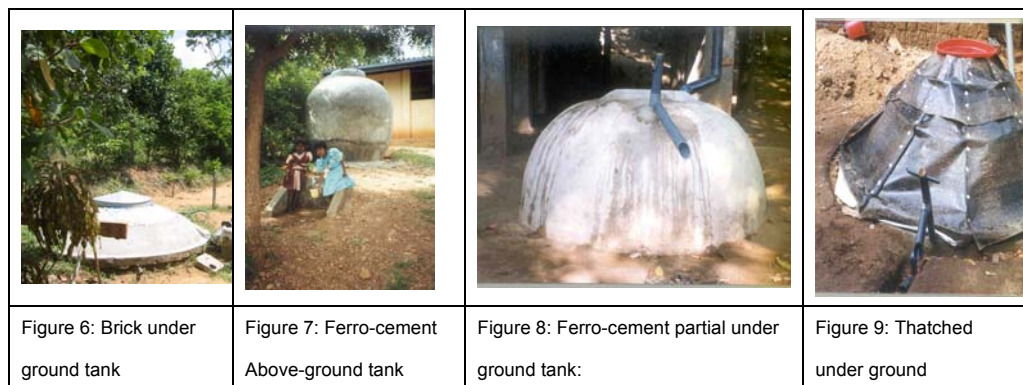 Figure 6: Brick under
ground tank
Figure 7: Ferro-cement
Above-ground tank
Figure 8: Ferro-cement partial under
ground tank:
Figure 9: Thatched
under ground